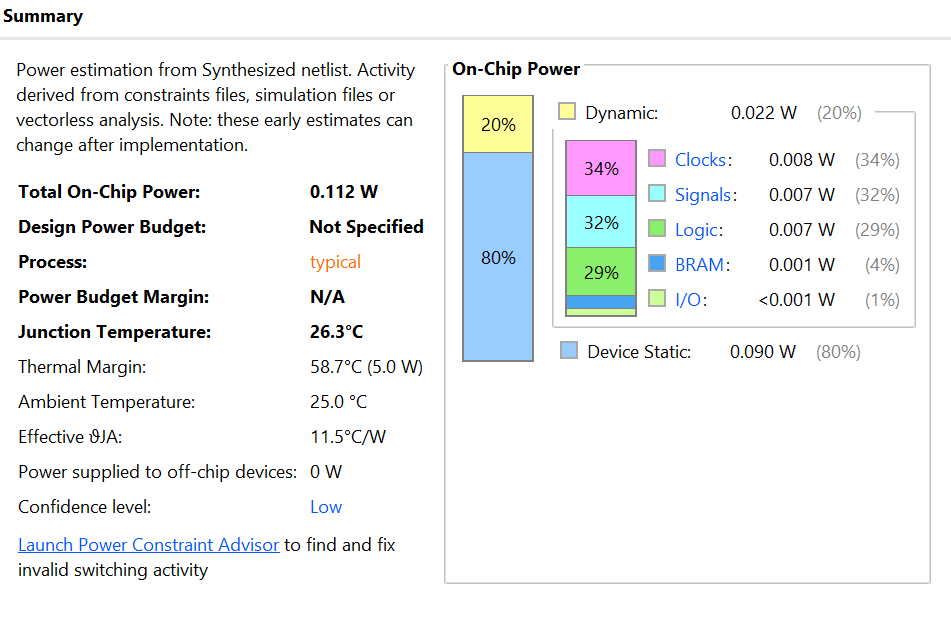 Summary
Power estimation from Synthesized netlist. Activity
derived from constraints files, simulation files or
vectorless analysis. Note: these early estimates can
change after implementation.
Total On-Chip Power: 0.112 W
Design Power Budget: Not Specified
Process: typical
Power Budget Margin: N/A
Junction Temperature: 26.3°C
Thermal Margin: 58.7°C (5.0 W)
Ambient Temperature: 25.0 °C
Effective ϑJA: 11.5°C/W
Power supplied to off-chip devices: 0 W
Confidence level: Low
Launch Power Constraint Advisor to find and fix
invalid switching activity
On-Chip Power
20%
80%
Dynamic: 0.022 W (20%)
34%
32%
29%
Clocks: 0.008 W (34%)
Signals: 0.007 W (32%)
Logic: 0.007 W (29%)
BRAM: 0.001 W (4%)
I/O: <0.001 W (1%)
Device Static: 0.090 W (80%)